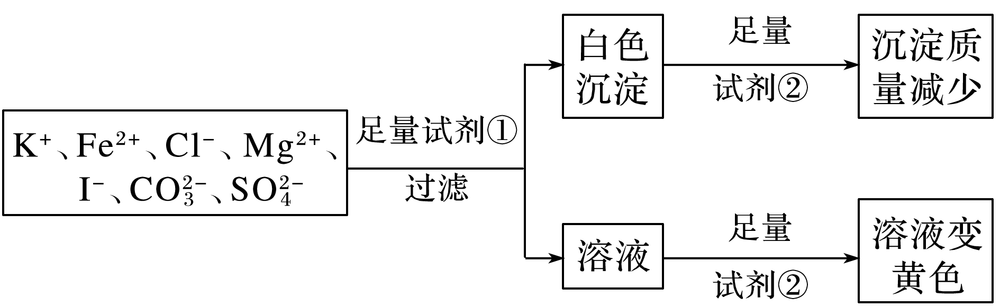 K⁺、Fe²⁺、Cl⁻、Mg²⁺、
I⁻、CO₃²⁻、SO₄²⁻
足量试剂①
过滤
白色
沉淀
足量
试剂②
沉淀质
量减少
溶液
足量
试剂②
溶液变
黄色